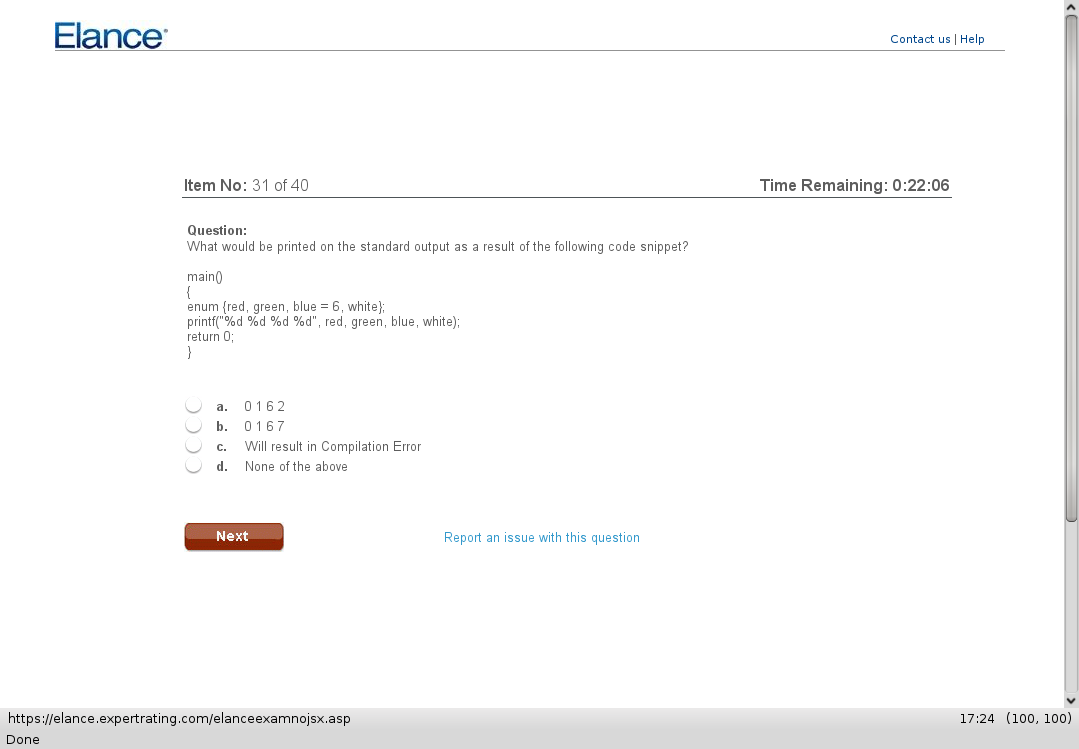 Elance
Contact us | Help
Item No: 31 of 40
Time Remaining: 0:22:06
Question:
What would be printed on the standard output as a result of the following code snippet?
main()
{
enum {red, green, blue = 6, white};
printf("%d %d %d %d", red, green, blue, white);
return 0;
}
a. 0 1 6 2
b. 0 1 6 7
c. Will result in Compilation Error
d. None of the above
Next
Report an issue with this question
https://elance.expertrating.com/elanceexamnojsx.asp
17:24 (100, 100)
Done